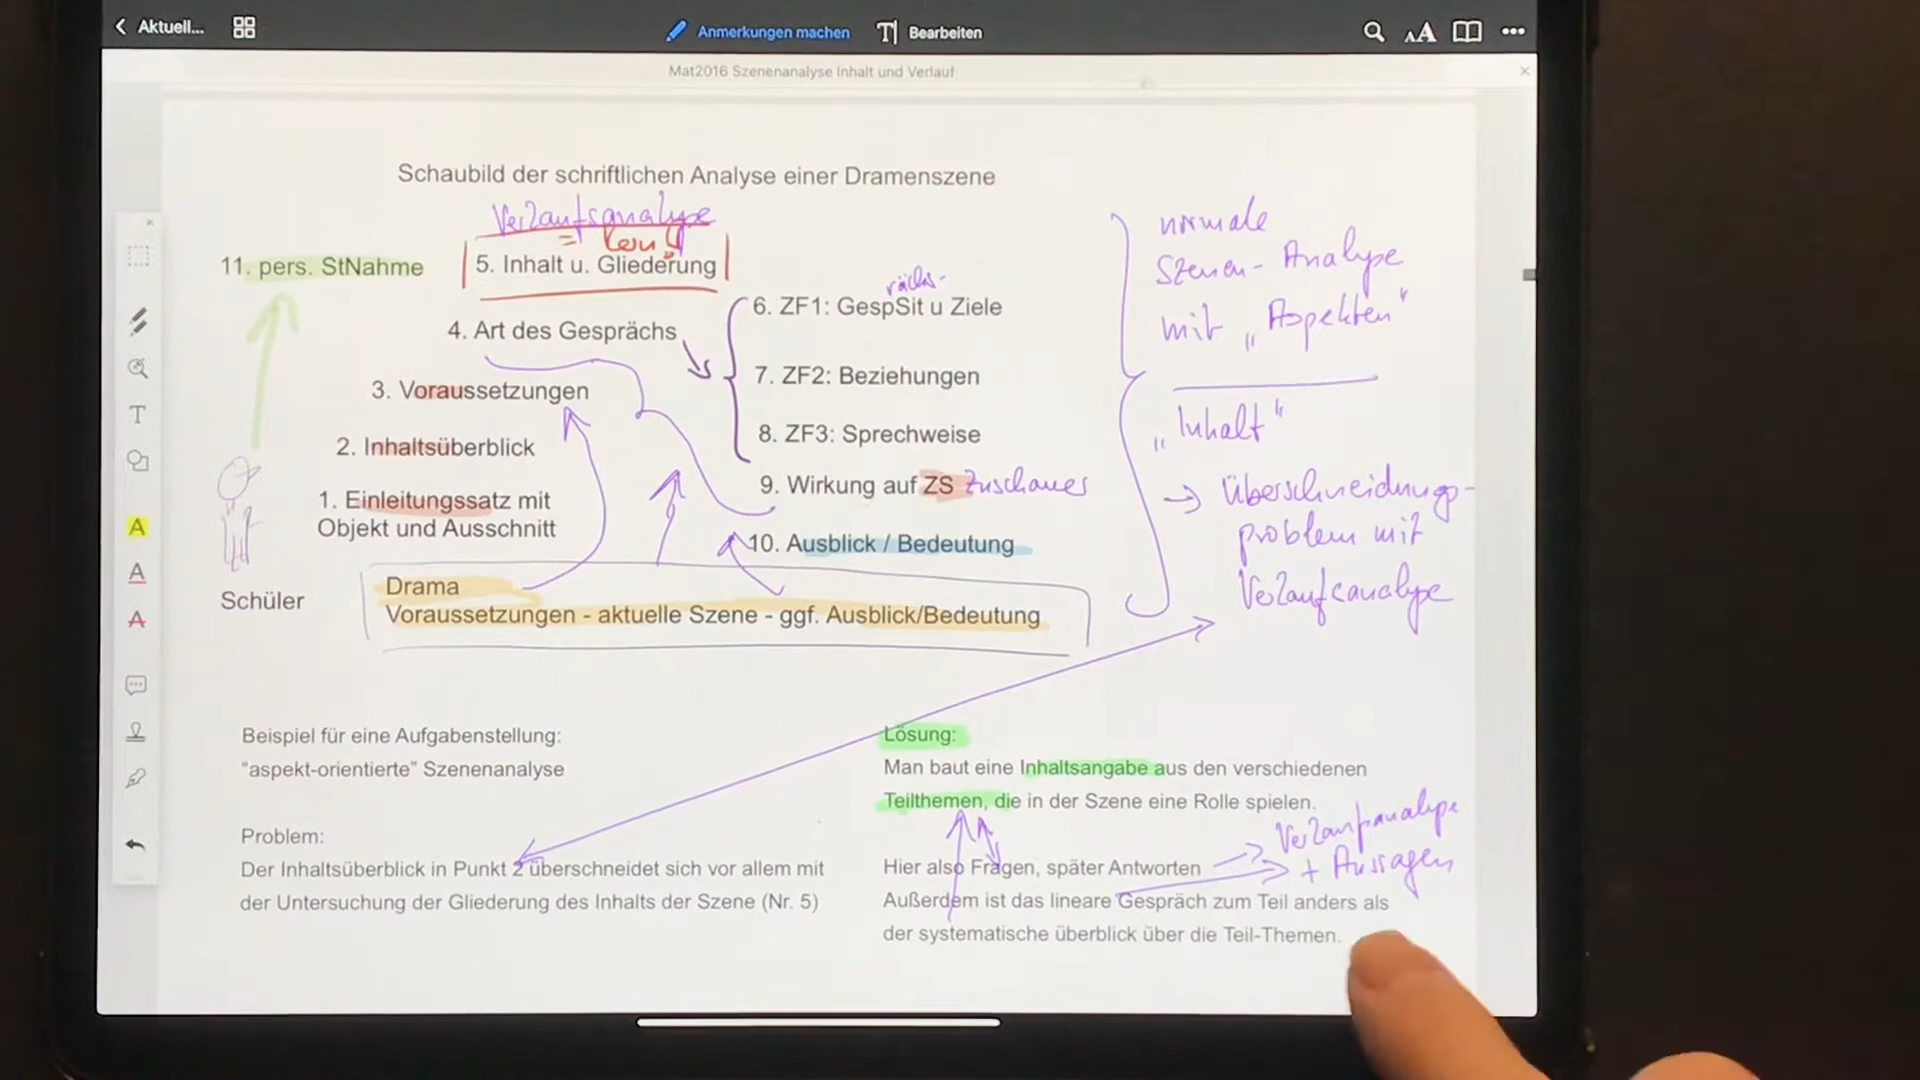 Aktuell...
Anmerkungen machen
Bearbeiten
Mat2016 Szenenanalyse Inhalt und Verlauf
Schaubild der schriftlichen Analyse einer Dramenszene
Verlaufsanalyse
= Kern
11. pers. StNahme
5. Inhalt u. Gliederung
4. Art des Gesprächs
3. Voraussetzungen
2. Inhaltsüberblick
1. Einleitungssatz mit
Objekt und Ausschnitt
Schüler
rächs-
6. ZF1: GespSit u Ziele
7. ZF2: Beziehungen
8. ZF3: Sprechweise
9. Wirkung auf ZS Zuschauer
10. Ausblick / Bedeutung
Drama
Voraussetzungen - aktuelle Szene - ggf. Ausblick/Bedeutung
normale
Szenen-Analyse
mit „Aspekten“
„Inhalt“
→ Überschneidungs-
problem mit
Verlaufsanalyse
Beispiel für eine Aufgabenstellung:
“aspekt-orientierte” Szenenanalyse
Problem:
Der Inhaltsüberblick in Punkt 2 überschneidet sich vor allem mit
der Untersuchung der Gliederung des Inhalts der Szene (Nr. 5)
Lösung:
Man baut eine Inhaltsangabe aus den verschiedenen
Teilthemen, die in der Szene eine Rolle spielen.
Hier also Fragen, später Antworten
Verlaufsanalyse
+ Aussagen
Außerdem ist das lineare Gespräch zum Teil anders als
der systematische überblick über die Teil-Themen.